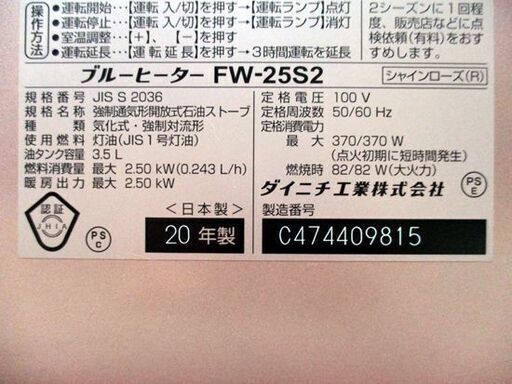 操作方法
●運転開始…【運転 入/切】を押す→【運転ランプ】点灯
●運転停止…【運転 入/切】を押す→【運転ランプ】消灯
●室温調整…【＋】、【－】を押す
●運転延長…【運転延長】を押す→3時間運転を延長
2シーズンに1回程度、販売店などに点検依頼(有料)をおすすめします。
ブルーヒーター FW-25S2
シャインローズ(R)
規格番号 JIS S 2036
規格名称 強制通気形開放式石油ストーブ
種類 気化式・強制対流形
使用燃料 灯油(JIS1号灯油)
油タンク容量 3.5 L
燃料消費量 最大 2.50 kW(0.243 L/h)
暖房出力 最大 2.50 kW
定格電圧 100 V
定格周波数 50/60 Hz
定格消費電力
最大 370/370 W
(点火初期に短時間発生)
燃焼時 82/82 W(大火力)
ダイニチ工業株式会社
PS E
認証
JHIA
PS C
<日本製>
20 年製
製造番号
C474409815